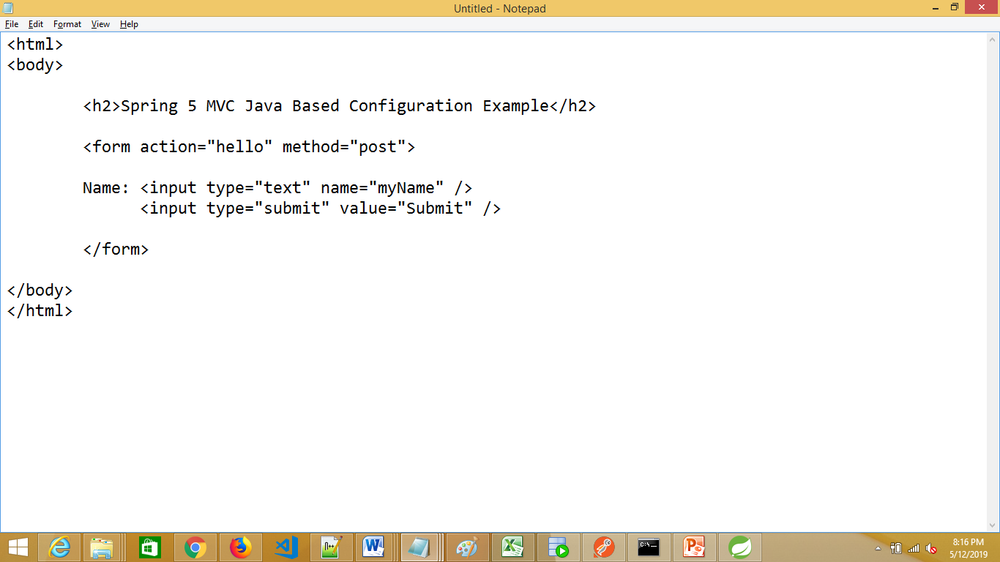 Untitled - Notepad
File Edit Format View Help
<html>
<body>
<h2>Spring 5 MVC Java Based Configuration Example</h2>
<form action="hello" method="post">
Name: <input type="text" name="myName" />
<input type="submit" value="Submit" />
</form>
</body>
</html>
8:16 PM
5/12/2019